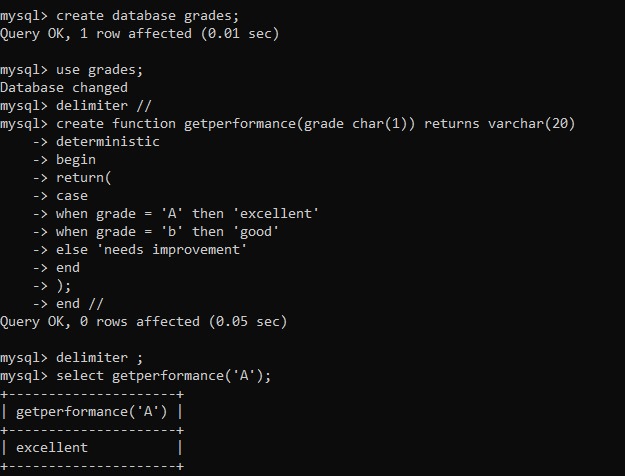 mysql> create database grades;
Query OK, 1 row affected (0.01 sec)
mysql> use grades;
Database changed
mysql> delimiter //
mysql> create function getperformance(grade char(1)) returns varchar(20)
    -> deterministic
    -> begin
    -> return(
    -> case
    -> when grade = 'A' then 'excellent'
    -> when grade = 'b' then 'good'
    -> else 'needs improvement'
    -> end
    -> );
    -> end //
Query OK, 0 rows affected (0.05 sec)
mysql> delimiter ;
mysql> select getperformance('A');
+---------------------+
| getperformance('A') |
+---------------------+
| excellent           |
+---------------------+